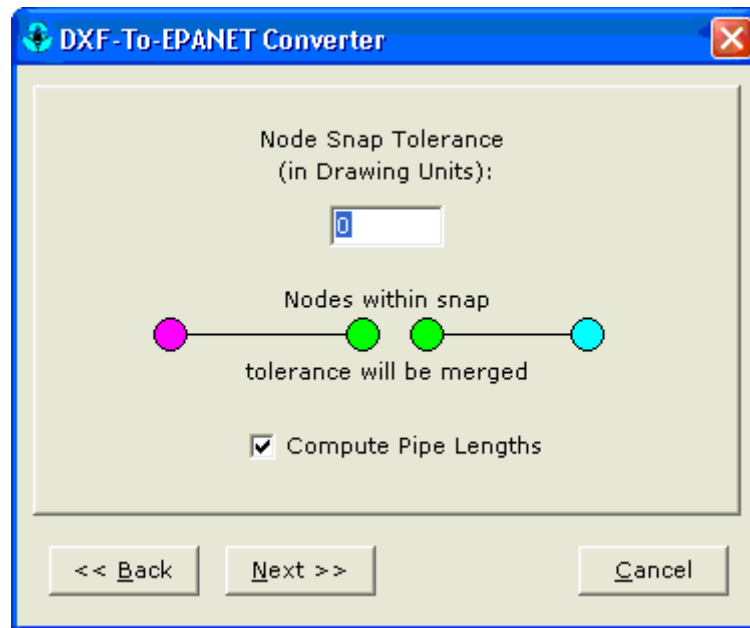 DXF-To-EPANET Converter
Node Snap Tolerance
(in Drawing Units):
0
Nodes within snap
tolerance will be merged
Compute Pipe Lengths
<< Back
Next >>
Cancel